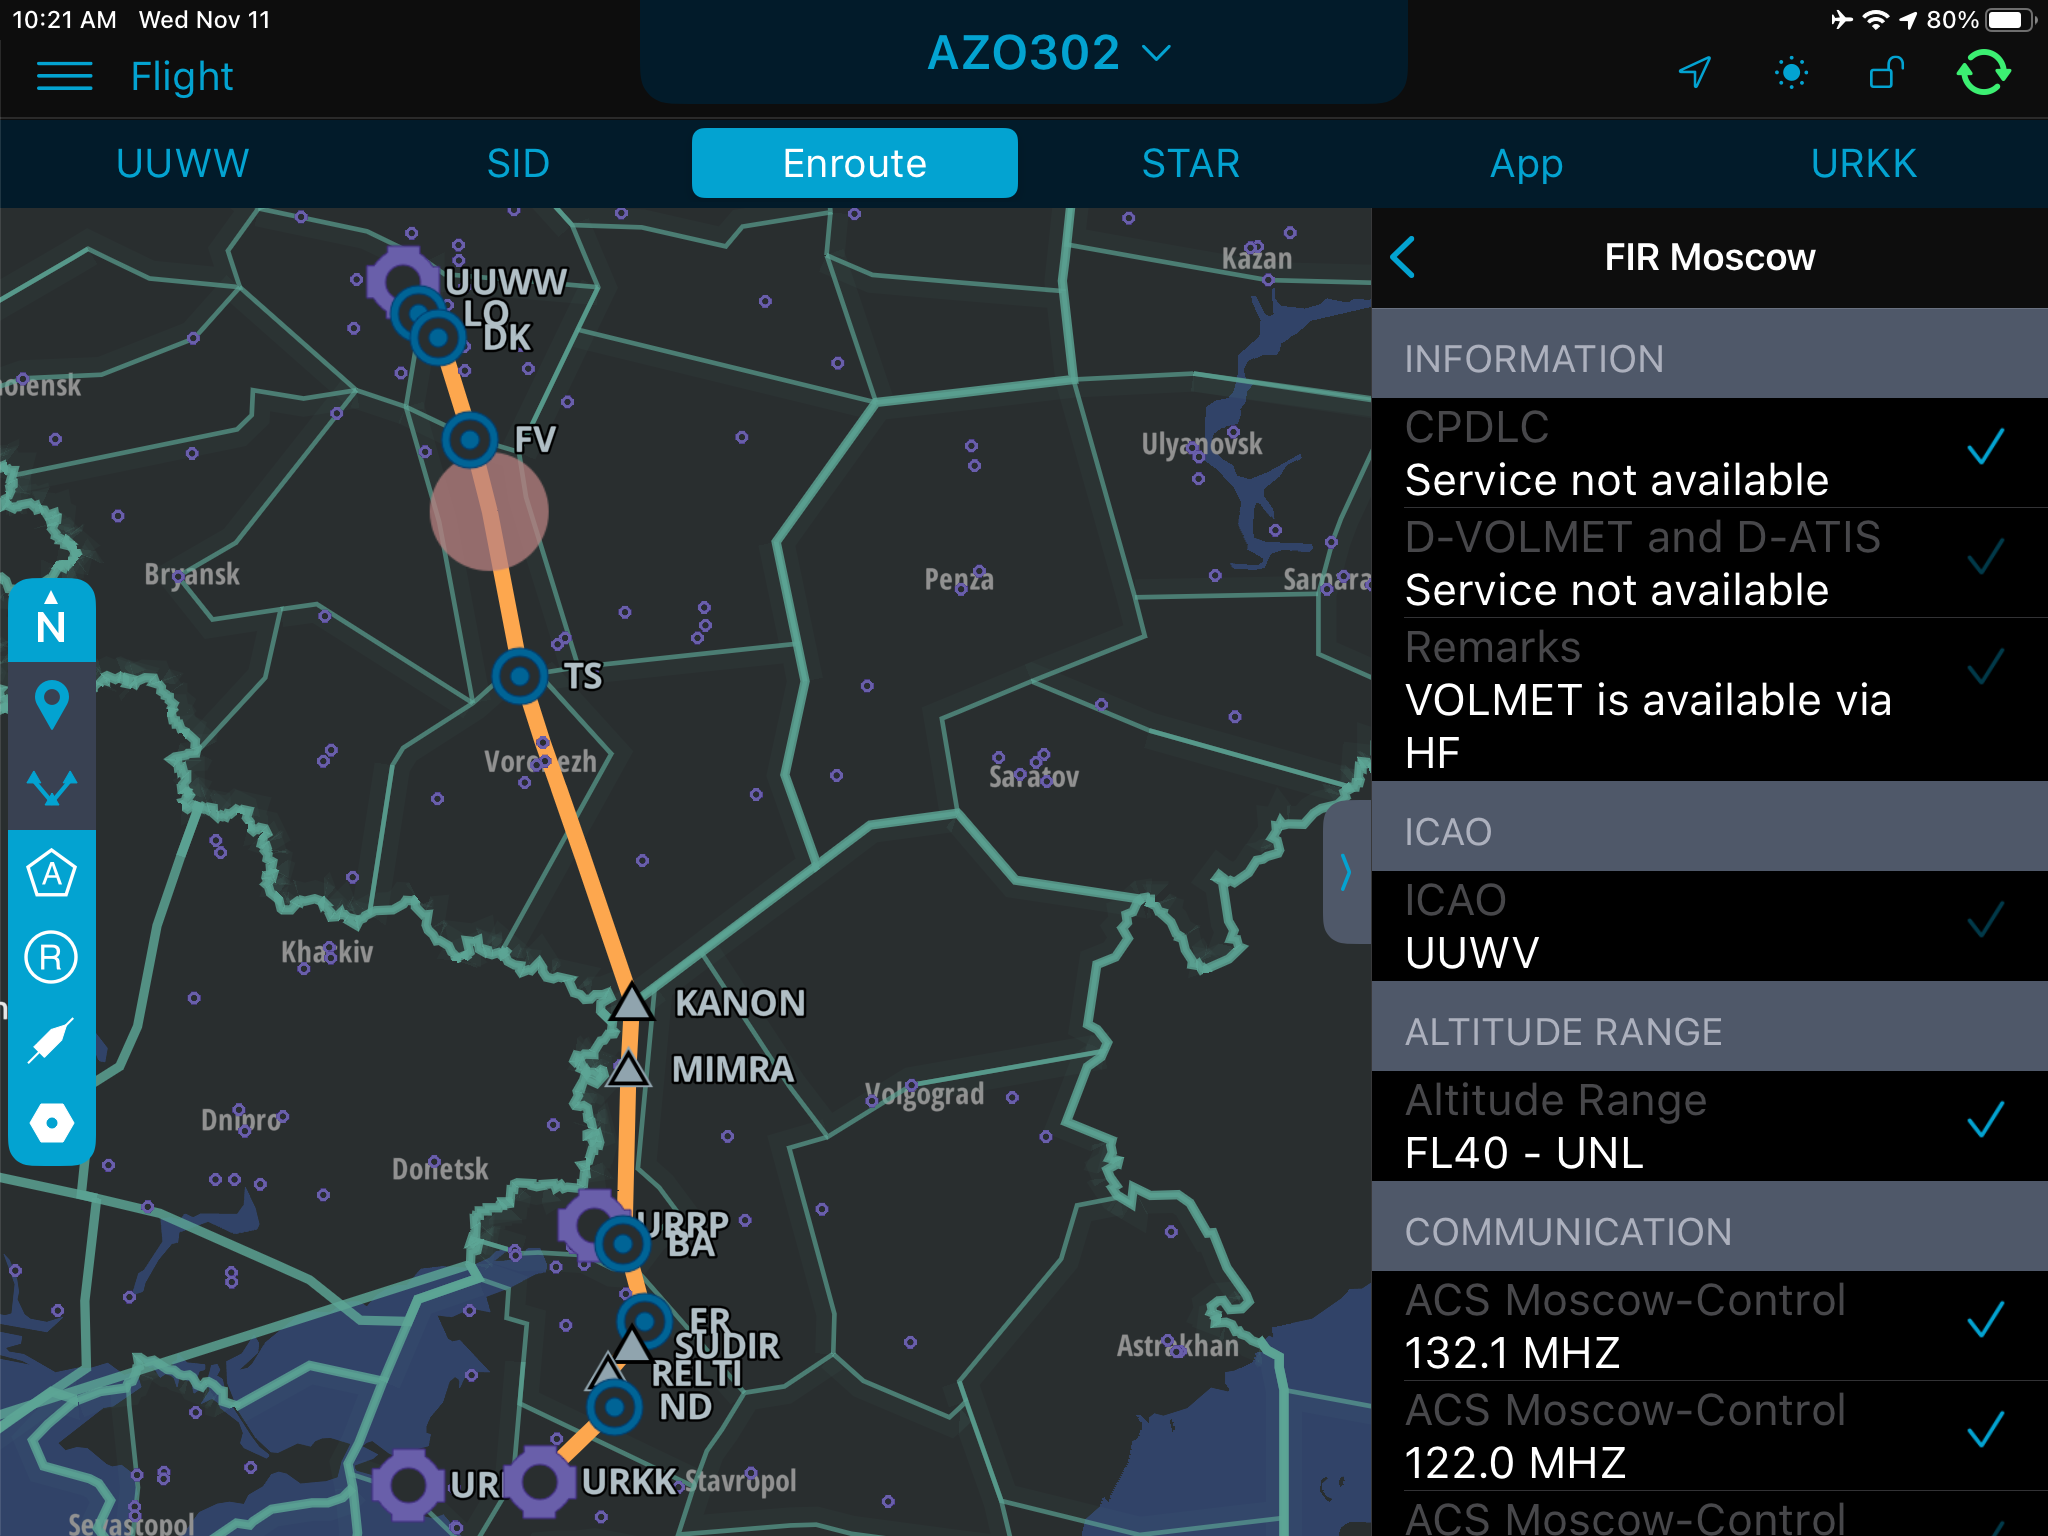 10:21 AM Wed Nov 11
80%
Flight
AZO302
UUWW
SID
Enroute
STAR
App
URKK
UUWW
LO
DK
FV
TS
KANON
MIMRA
URRP
BA
ER
SUDIR
RELTI
ND
URKK
Kazan
Ulyanovsk
Bryansk
Penza
Samara
Voronezh
Saratov
Kharkiv
Volgograd
Dnipro
Donetsk
Astrakhan
Stavropol
Sevastopol
N
A
R
FIR Moscow
INFORMATION
CPDLC
Service not available
D-VOLMET and D-ATIS
Service not available
Remarks
VOLMET is available via
HF
ICAO
ICAO
UUWV
ALTITUDE RANGE
Altitude Range
FL40 - UNL
COMMUNICATION
ACS Moscow-Control
132.1 MHZ
ACS Moscow-Control
122.0 MHZ
ACS Moscow-Control